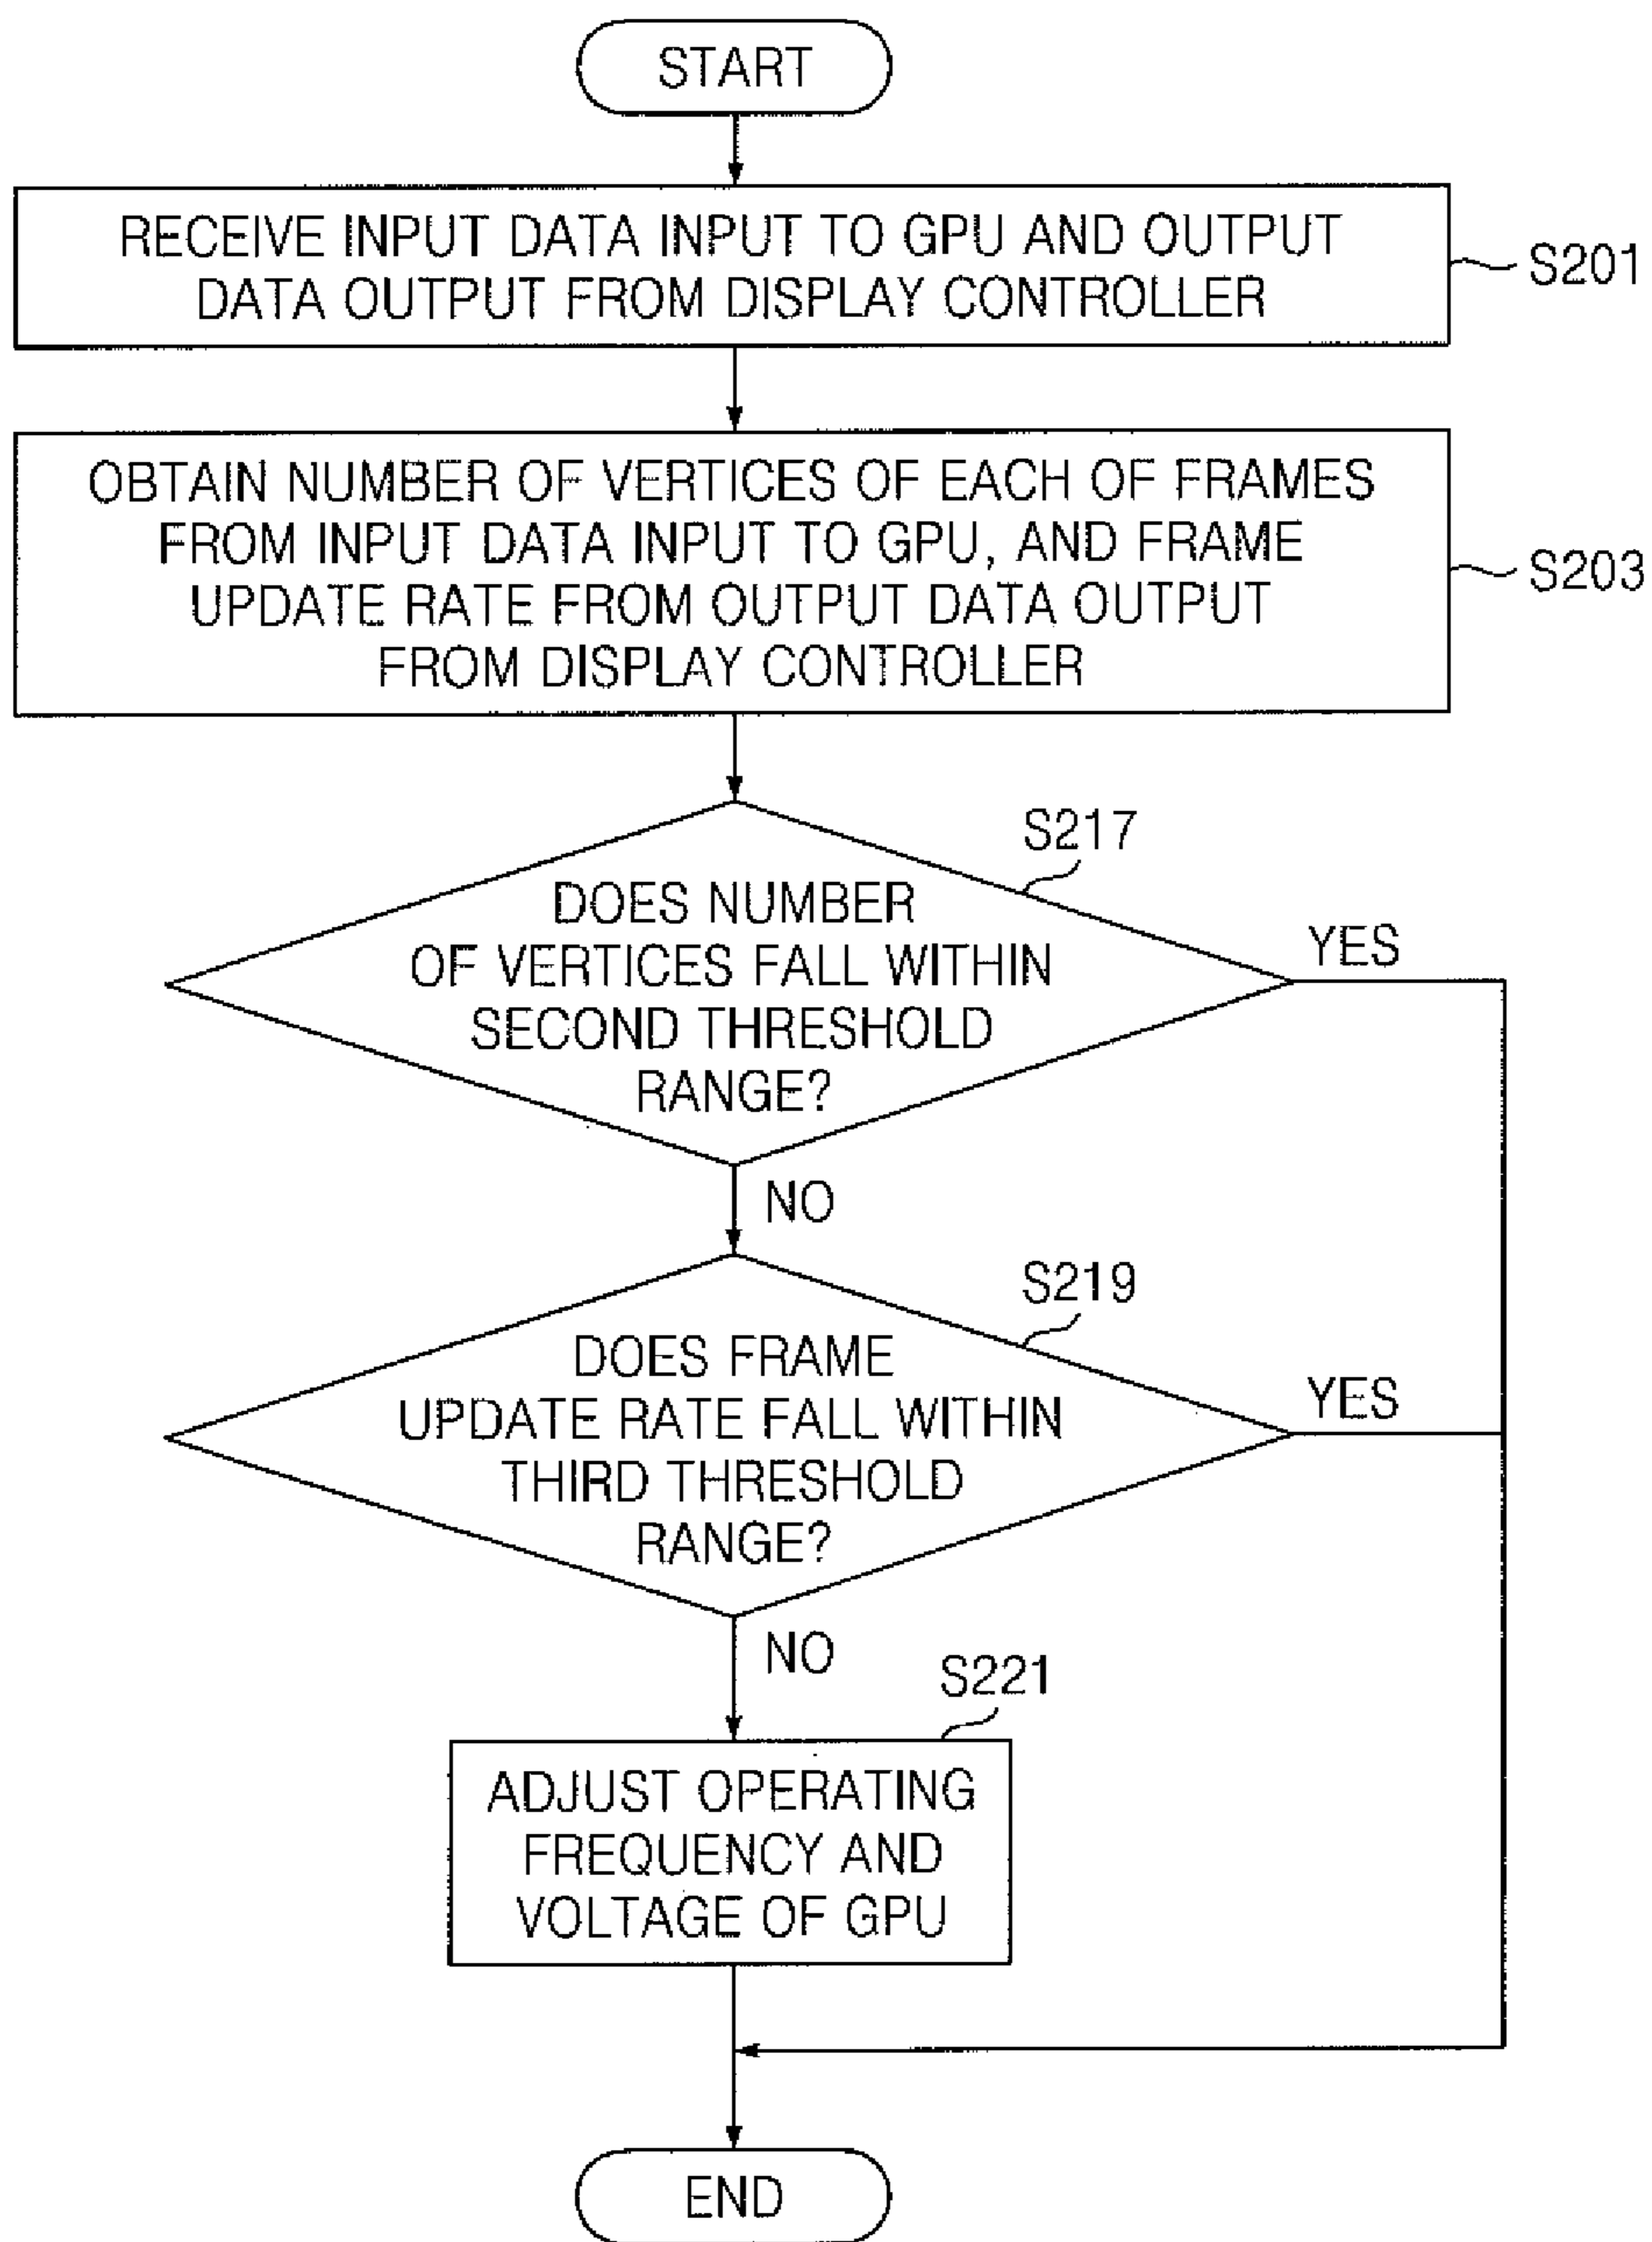 START
RECEIVE INPUT DATA INPUT TO GPU AND OUTPUT
DATA OUTPUT FROM DISPLAY CONTROLLER
S201
OBTAIN NUMBER OF VERTICES OF EACH OF FRAMES
FROM INPUT DATA INPUT TO GPU, AND FRAME
UPDATE RATE FROM OUTPUT DATA OUTPUT
FROM DISPLAY CONTROLLER
S203
S217
DOES NUMBER
OF VERTICES FALL WITHIN
SECOND THRESHOLD
RANGE?
YES
NO
S219
DOES FRAME
UPDATE RATE FALL WITHIN
THIRD THRESHOLD
RANGE?
YES
NO
S221
ADJUST OPERATING
FREQUENCY AND
VOLTAGE OF GPU
END